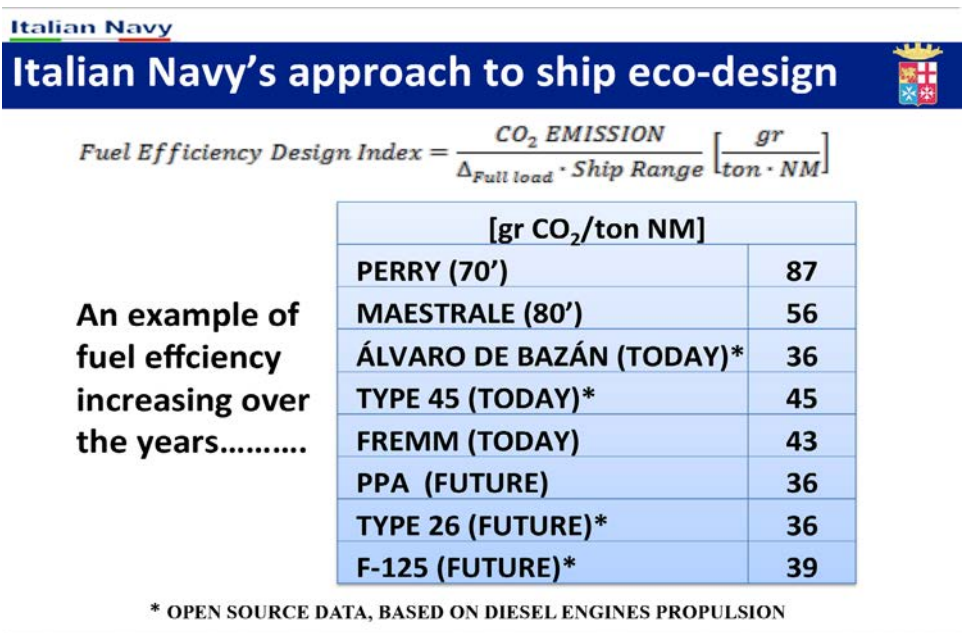 Italian Navy
Italian Navy's approach to ship eco-design
Fuel Efficiency Design Index = CO₂ EMISSION / Δ_Full load · Ship Range [gr / ton · NM]
[gr CO₂/ton NM]
PERRY (70') 87
MAESTRALE (80') 56
ÁLVARO DE BAZÁN (TODAY)* 36
TYPE 45 (TODAY)* 45
FREMM (TODAY) 43
PPA (FUTURE) 36
TYPE 26 (FUTURE)* 36
F-125 (FUTURE)* 39
An example of
fuel effciency
increasing over
the years..........
* OPEN SOURCE DATA, BASED ON DIESEL ENGINES PROPULSION